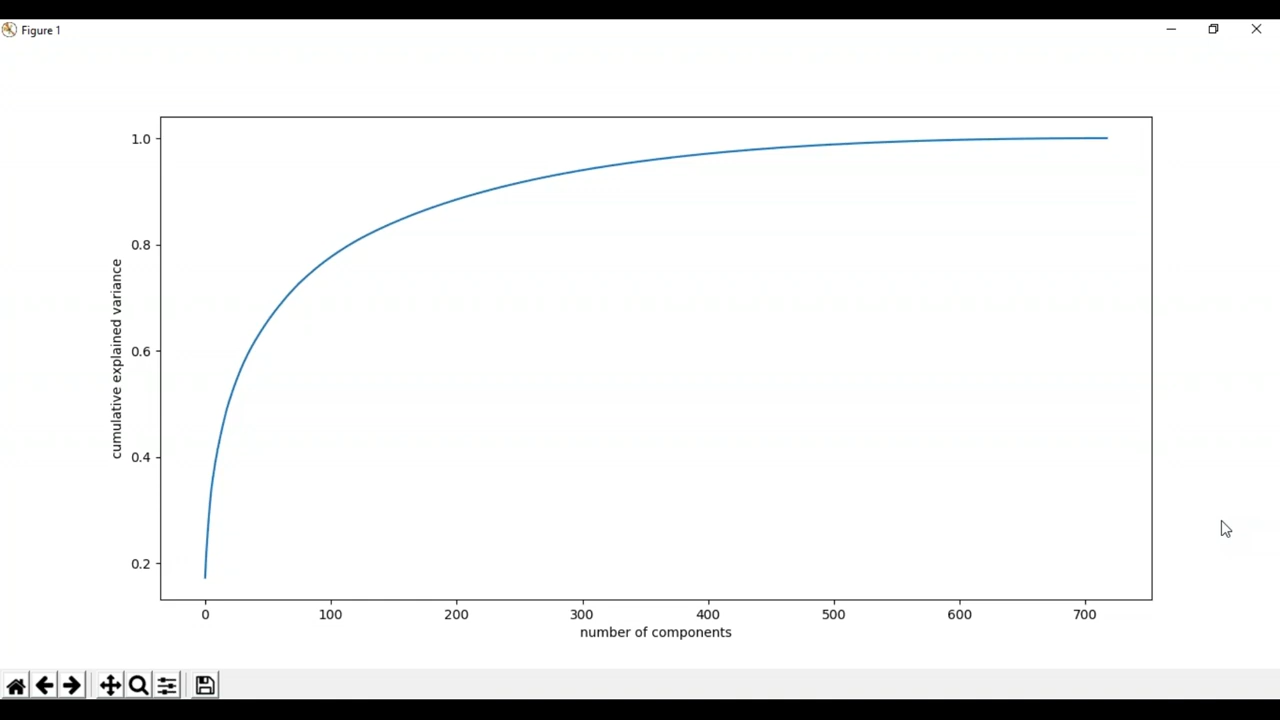 Figure 1
1.0
0.8
0.6
0.4
0.2
cumulative explained variance
0 100 200 300 400 500 600 700
number of components